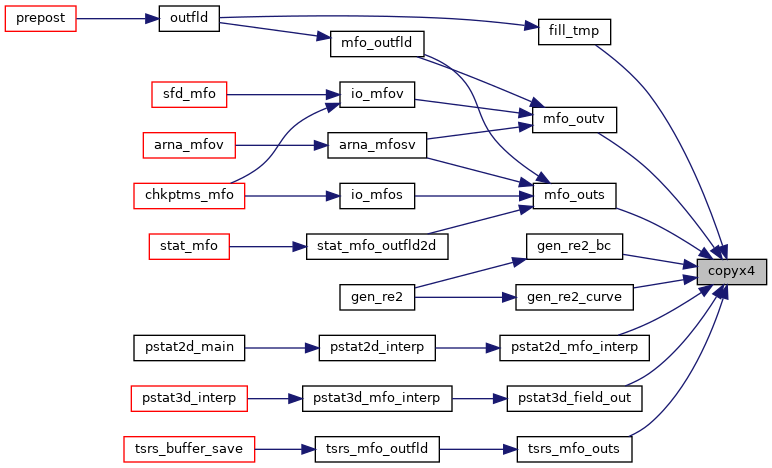 prepost
outfld
mfo_outfld
fill_tmp
sfd_mfo
io_mfov
mfo_outv
arna_mfov
arna_mfosv
chkptms_mfo
io_mfos
mfo_outs
stat_mfo
stat_mfo_outfld2d
gen_re2_bc
copyx4
gen_re2
gen_re2_curve
pstat2d_main
pstat2d_interp
pstat2d_mfo_interp
pstat3d_interp
pstat3d_mfo_interp
pstat3d_field_out
tsrs_buffer_save
tsrs_mfo_outfld
tsrs_mfo_outs